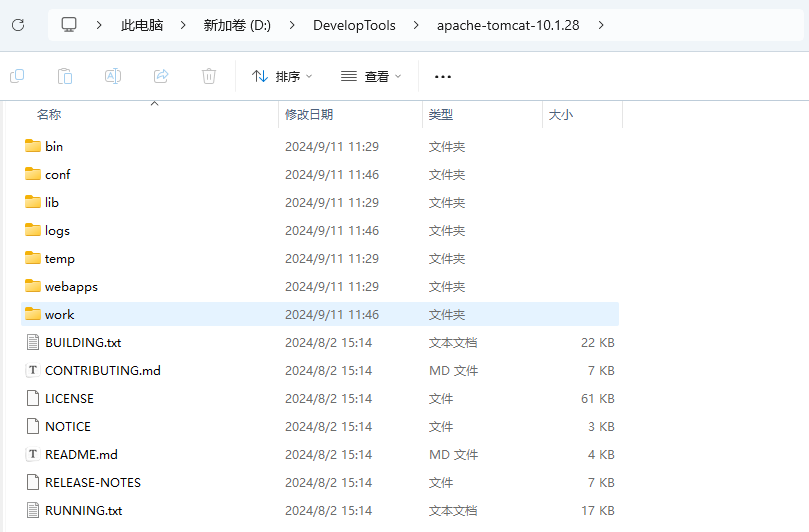 此电脑 新加卷 (D:) DevelopTools apache-tomcat-10.1.28
排序 查看
名称 修改日期 类型 大小
bin 2024/9/11 11:29 文件夹
conf 2024/9/11 11:46 文件夹
lib 2024/9/11 11:29 文件夹
logs 2024/9/11 11:46 文件夹
temp 2024/9/11 11:29 文件夹
webapps 2024/9/11 11:29 文件夹
work 2024/9/11 11:46 文件夹
BUILDING.txt 2024/8/2 15:14 文本文档 22 KB
CONTRIBUTING.md 2024/8/2 15:14 MD 文件 7 KB
LICENSE 2024/8/2 15:14 文件 61 KB
NOTICE 2024/8/2 15:14 文件 3 KB
README.md 2024/8/2 15:14 MD 文件 4 KB
RELEASE-NOTES 2024/8/2 15:14 文件 7 KB
RUNNING.txt 2024/8/2 15:14 文本文档 17 KB